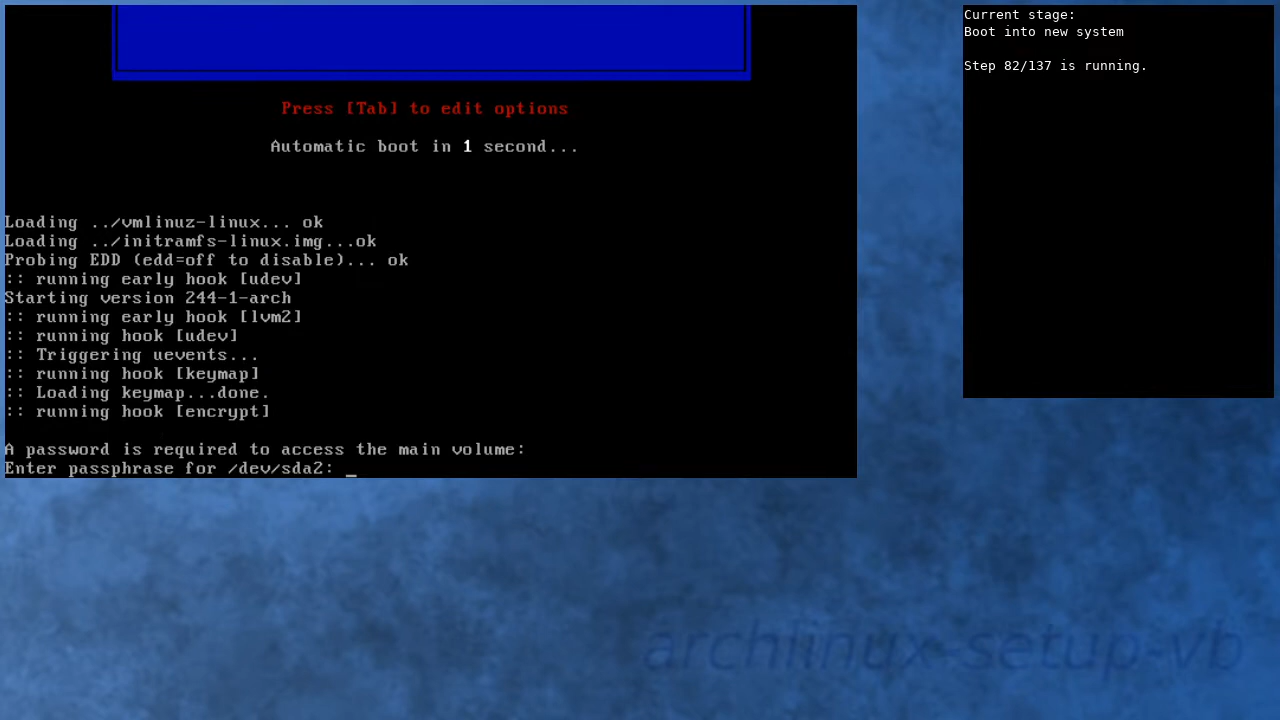 Press [Tab] to edit options
Automatic boot in 1 second...
Loading ../vmlinuz-linux... ok
Loading ../initramfs-linux.img...ok
Probing EDD (edd=off to disable)... ok
:: running early hook [udev]
Starting version 244-1-arch
:: running early hook [lvm2]
:: running hook [udev]
:: Triggering uevents...
:: running hook [keymap]
:: Loading keymap...done.
:: running hook [encrypt]
A password is required to access the main volume:
Enter passphrase for /dev/sda2: _
Current stage:
Boot into new system
Step 82/137 is running.
archlinux-setup-vb